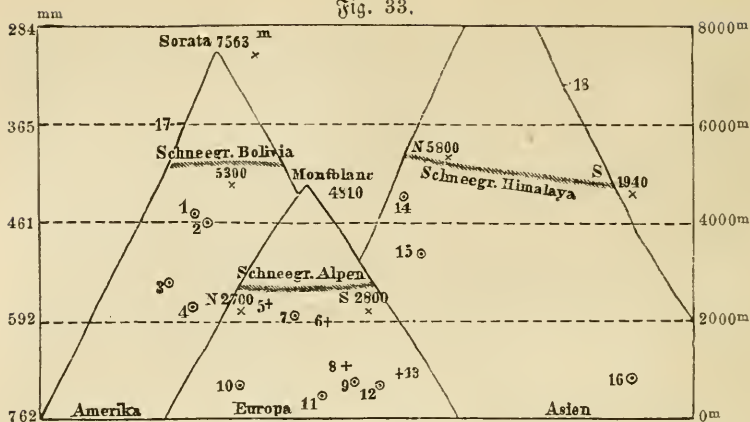 Fig. 33.
mm
284
Sorata 7563 m
8000m
18
17
365
6000m
Schneegr. Bolivia
N 5800
5300
Montblanc
4810
Schneegr. Himalaya
S
1940
14
1
2
461
4000m
15
Schneegr. Alpen
3
N 2700
S 2800
4
5
7
6
592
2000m
8
13
9
10
12
16
11
762
Amerika
Europa
Asien
0m